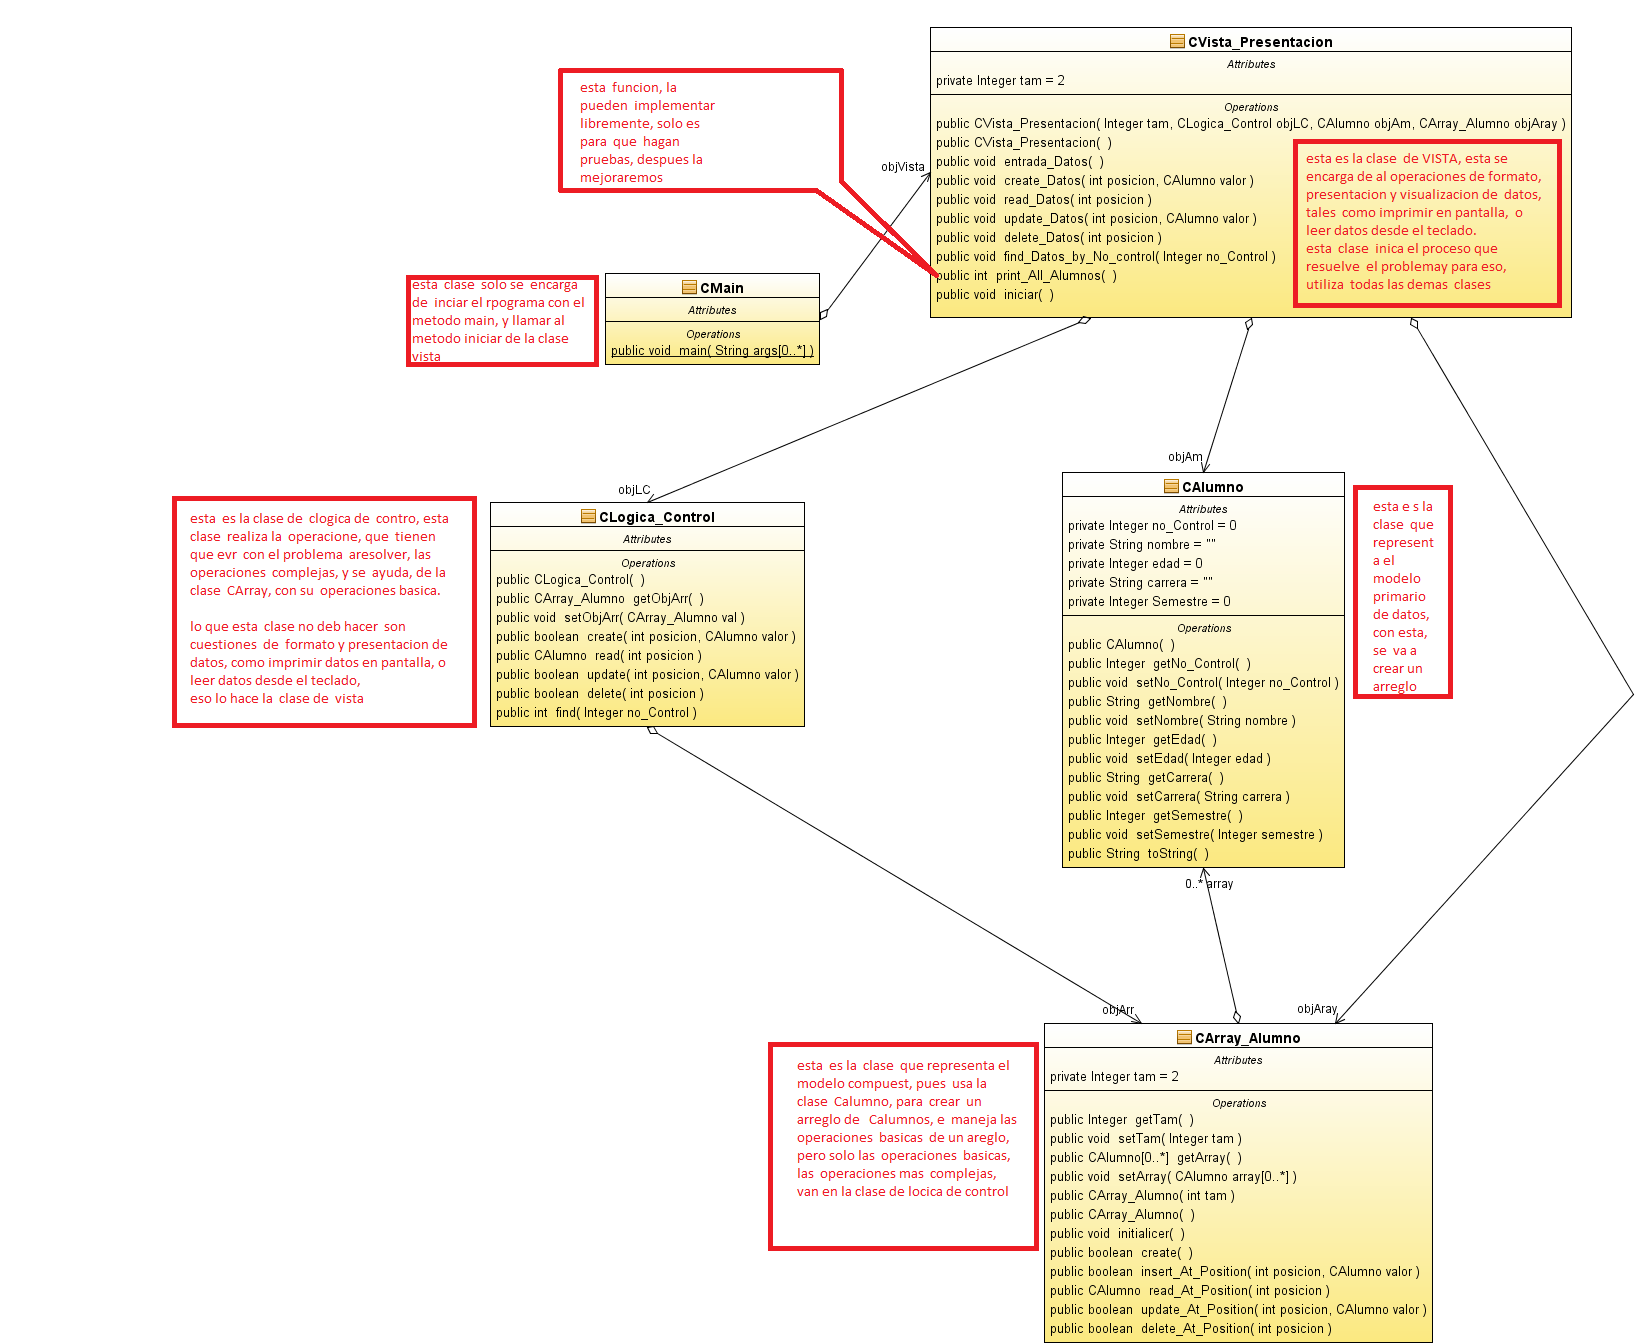 CVista_Presentacion
Attributes
private Integer tam = 2
Operations
public CVista_Presentacion( Integer tam, CLogica_Control objLC, CAlumno objAm, CArray_Alumno objAray )
public CVista_Presentacion(  )
public void  entrada_Datos(  )
public void  create_Datos( int posicion, CAlumno valor )
public void  read_Datos( int posicion )
public void  update_Datos( int posicion, CAlumno valor )
public void  delete_Datos( int posicion )
public void  find_Datos_by_No_control( Integer no_Control )
public int  print_All_Alumnos(  )
public void  iniciar(  )
esta es la clase  de VISTA, esta se
encarga de al operaciones de formato,
presentacion y visualizacion de  datos,
tales  como imprimir en pantalla,  o
leer datos desde el teclado.
esta  clase  inica el proceso que
resuelve  el problemay para eso,
utiliza  todas las demas  clases
esta  funcion, la
pueden  implementar
libremente, solo es
para  que  hagan
pruebas, despues la
mejoraremos
objVista
esta  clase  solo se  encarga
de  inciar el rpograma con el
metodo main, y llamar al
metodo iniciar de la clase
vista
CMain
Attributes
Operations
public void  main( String args[0..*] )
objLC
objAm
esta  es la clase de  clogica de  contro, esta
clase  realiza la  operacione, que  tienen
que evr  con el problema  aresolver, las
operaciones  complejas, y se  ayuda, de la
clase  CArray, con su  operaciones basica.
lo que esta  clase no deb hacer  son
cuestiones  de  formato y presentacion de
datos, como imprimir datos en pantalla, o
leer datos desde el teclado,
eso lo hace la  clase de  vista
CLogica_Control
Attributes
Operations
public CLogica_Control(  )
public CArray_Alumno  getObjArr(  )
public void  setObjArr( CArray_Alumno val )
public boolean  create( int posicion, CAlumno valor )
public CAlumno  read( int posicion )
public boolean  update( int posicion, CAlumno valor )
public boolean  delete( int posicion )
public int  find( Integer no_Control )
CAlumno
Attributes
private Integer no_Control = 0
private String nombre = ""
private Integer edad = 0
private String carrera = ""
private Integer Semestre = 0
Operations
public CAlumno(  )
public Integer  getNo_Control(  )
public void  setNo_Control( Integer no_Control )
public String  getNombre(  )
public void  setNombre( String nombre )
public Integer  getEdad(  )
public void  setEdad( Integer edad )
public String  getCarrera(  )
public void  setCarrera( String carrera )
public Integer  getSemestre(  )
public void  setSemestre( Integer semestre )
public String  toString(  )
esta e s la
clase  que
represent
a el
modelo
primario
de datos,
con esta,
se  va a
crear un
arreglo
0..* array
objArr
objAray
esta  es la  clase  que representa el
modelo compuest, pues  usa la
clase  Calumno, para  crear  un
arreglo de   Calumnos, e  maneja las
operaciones  basicas  de un areglo,
pero solo las  operaciones  basicas,
las  operaciones mas  complejas,
van en la clase de locica de control
CArray_Alumno
Attributes
private Integer tam = 2
Operations
public Integer  getTam(  )
public void  setTam( Integer tam )
public CAlumno[0..*]  getArray(  )
public void  setArray( CAlumno array[0..*] )
public CArray_Alumno( int tam )
public CArray_Alumno(  )
public void  initialicer(  )
public boolean  create(  )
public boolean  insert_At_Position( int posicion, CAlumno valor )
public CAlumno  read_At_Position( int posicion )
public boolean  update_At_Position( int posicion, CAlumno valor )
public boolean  delete_At_Position( int posicion )